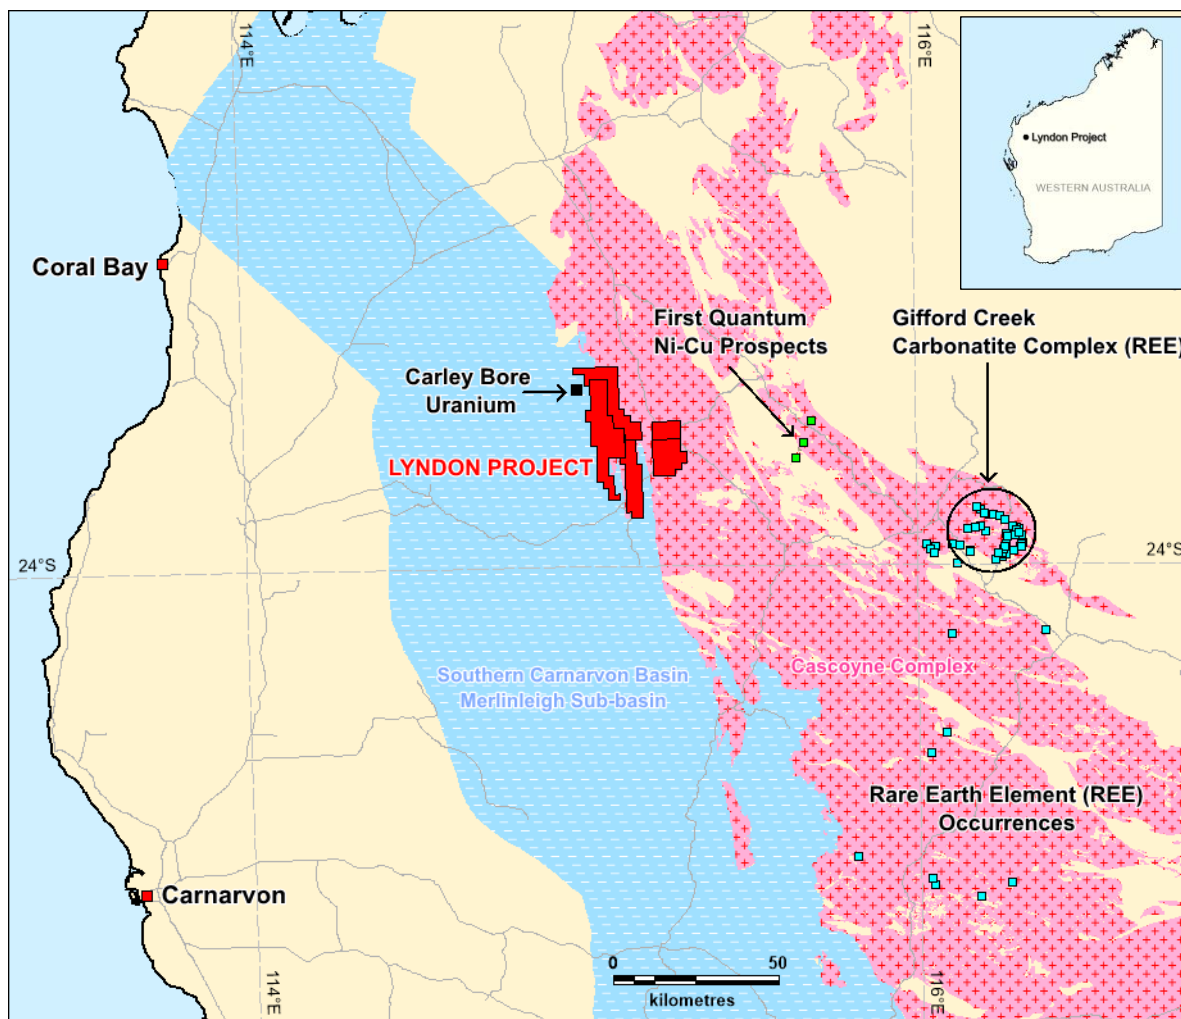 114°E
116°E
Lyndon Project
WESTERN AUSTRALIA
Coral Bay
First Quantum
Ni-Cu Prospects
Gifford Creek
Carbonatite Complex (REE)
Carley Bore
Uranium
LYNDON PROJECT
24°S
24°S
Southern Carnarvon Basin
Merlinleigh Sub-basin
Cascoyne Complex
Rare Earth Element (REE)
Occurrences
Carnarvon
0 50
kilometres
114°E
116°E